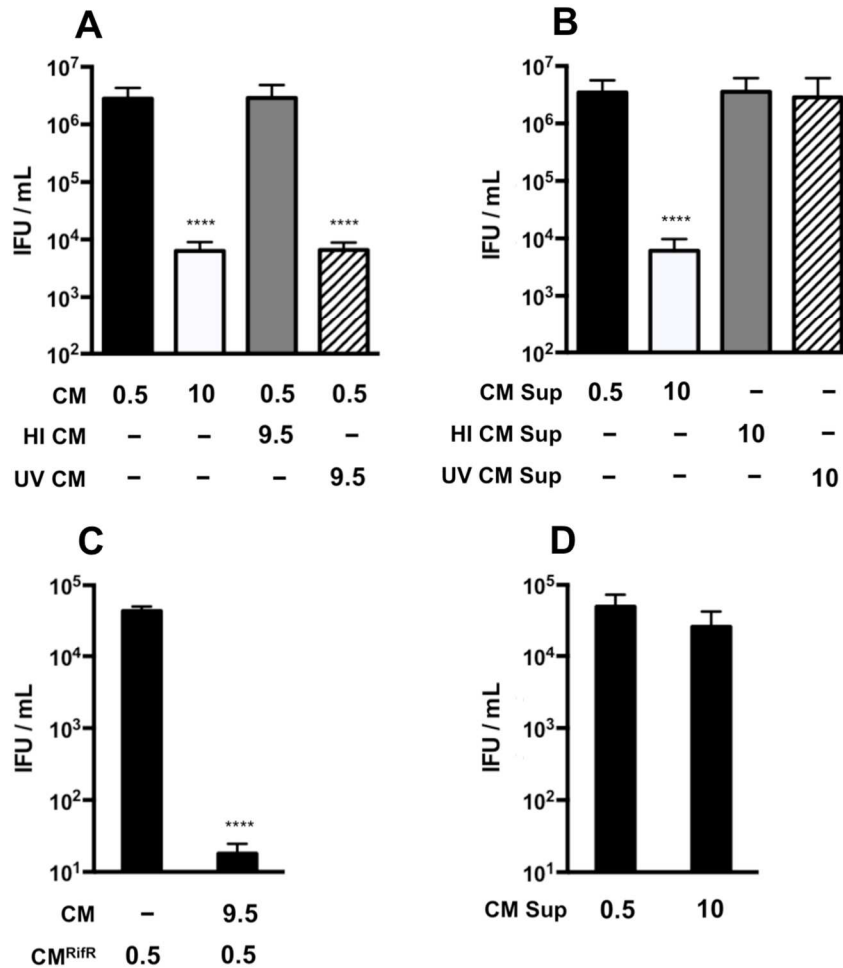 A
IFU / mL
10⁷
10⁶
10⁵
10⁴
10³
10²
****
****
CM 0.5 10 0.5 0.5
HI CM – – 9.5 –
UV CM – – – 9.5
B
IFU / mL
10⁷
10⁶
10⁵
10⁴
10³
10²
****
CM Sup 0.5 10 – –
HI CM Sup – – 10 –
UV CM Sup – – – 10
C
IFU / mL
10⁵
10⁴
10³
10²
10¹
****
CM – 9.5
CMᴿⁱᶠᴿ 0.5 0.5
D
IFU / mL
10⁵
10⁴
10³
10²
10¹
CM Sup 0.5 10